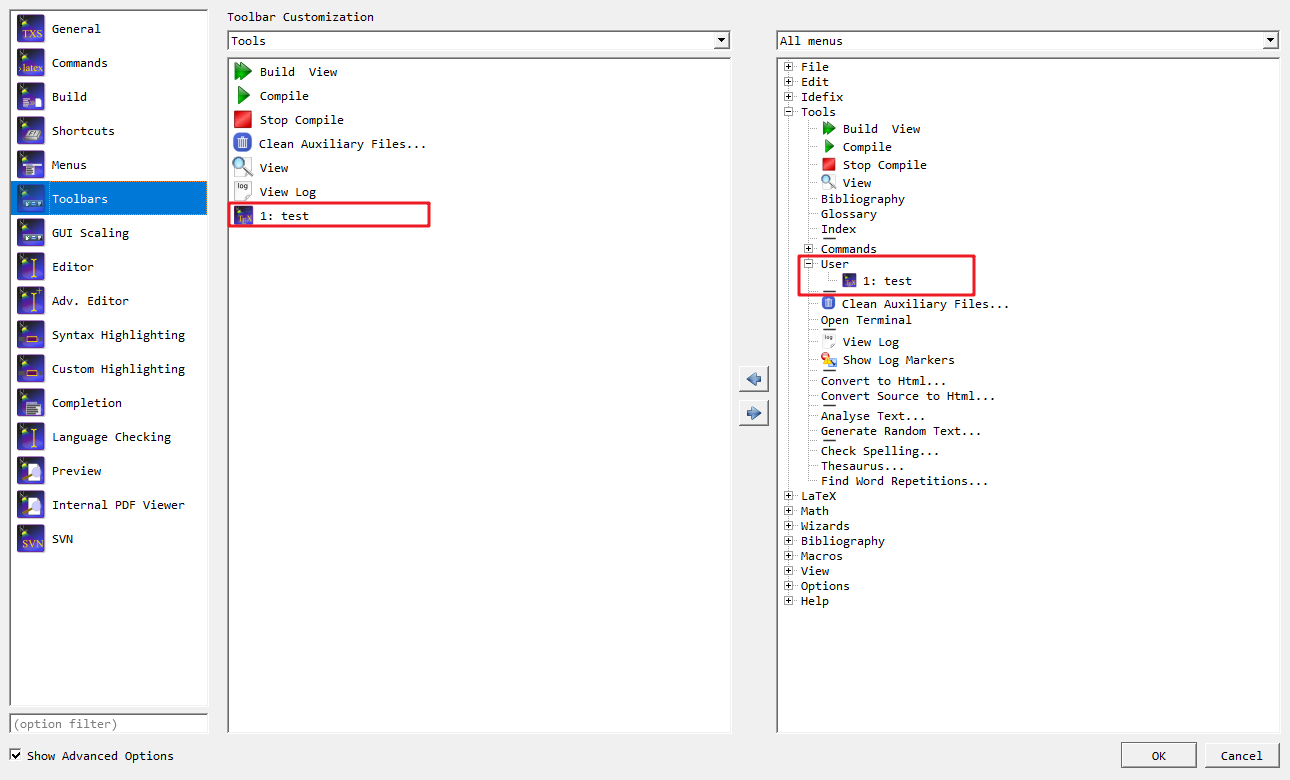 General
Commands
Build
Shortcuts
Menus
Toolbars
GUI Scaling
Editor
Adv. Editor
Syntax Highlighting
Custom Highlighting
Completion
Language Checking
Preview
Internal PDF Viewer
SVN
(option filter)
Show Advanced Options
Toolbar Customization
Tools
Build View
Compile
Stop Compile
Clean Auxiliary Files...
View
View Log
1: test
All menus
File
Edit
Idefix
Tools
Build View
Compile
Stop Compile
View
Bibliography
Glossary
Index
Commands
User
1: test
Clean Auxiliary Files...
Open Terminal
View Log
Show Log Markers
Convert to Html...
Convert Source to Html...
Analyse Text...
Generate Random Text...
Check Spelling...
Thesaurus...
Find Word Repetitions...
LaTeX
Math
Wizards
Bibliography
Macros
View
Options
Help
OK
Cancel